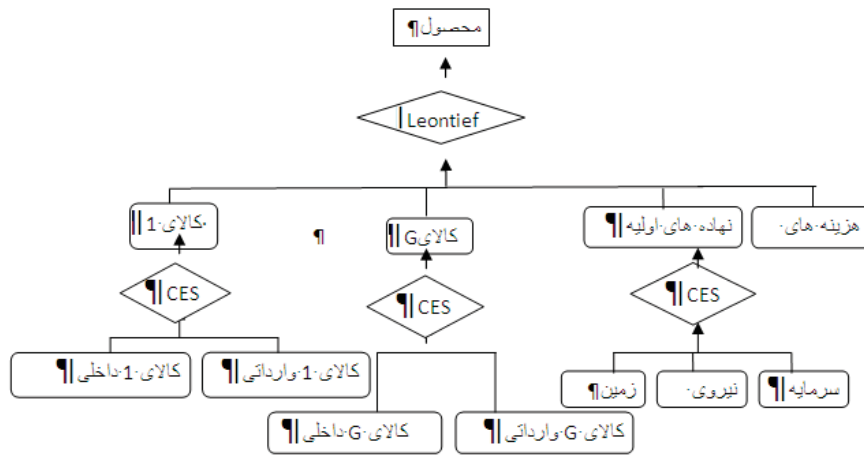 محصول¶
Leontief
کالای·1¶
¶
کالایG¶
نهاده·های·اولیه¶
هزینه·های·
CES¶
CES¶
CES¶
کالای·1·داخلی¶
کالای·1·وارداتی¶
زمین¶
نیروی·
سرمایه¶
کالای·G·داخلی¶
کالای·G·وارداتی¶